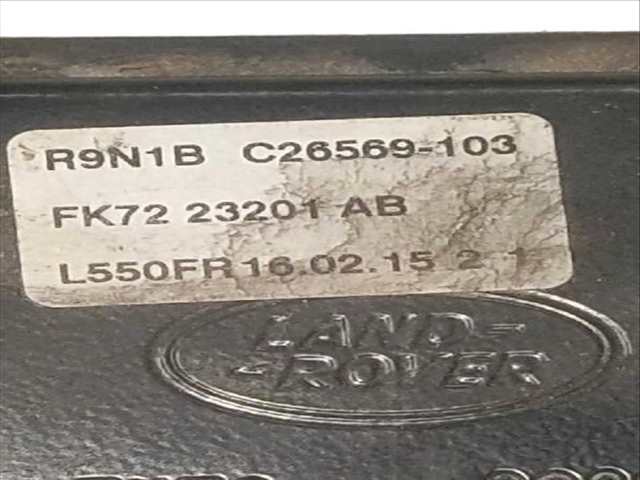 R9N1B C26569-103
FK72 23201 AB
L550FR 16.02.15 2 1
LAND-
-ROVER